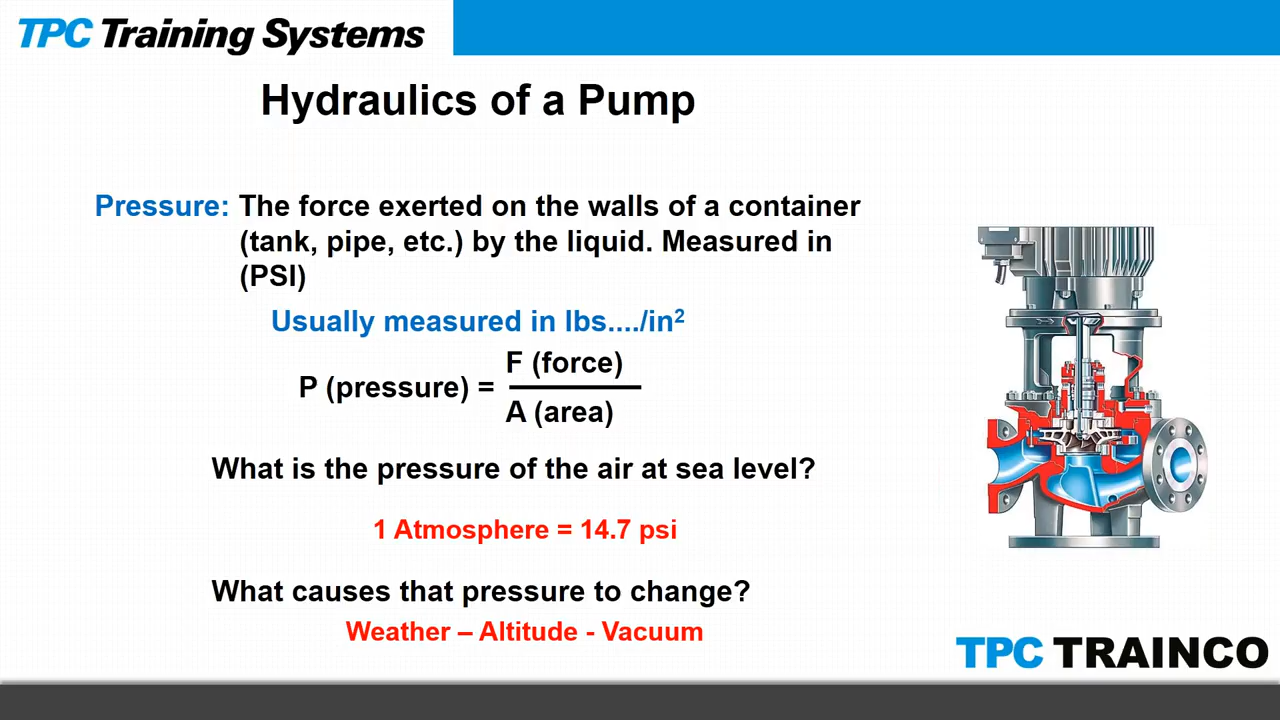 TPC Training Systems
Hydraulics of a Pump
Pressure: The force exerted on the walls of a container
(tank, pipe, etc.) by the liquid. Measured in
(PSI)
Usually measured in lbs..../in²
F (force)
P (pressure) =
A (area)
What is the pressure of the air at sea level?
1 Atmosphere = 14.7 psi
What causes that pressure to change?
Weather – Altitude - Vacuum
TPC TRAINCO